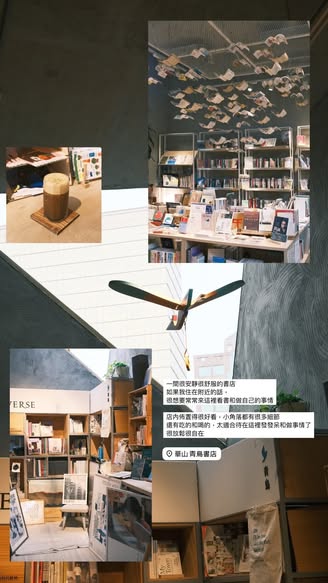 VERSE
一間很安靜很舒服的書店
如果我住在附近的話,
很想要常常來這裡看書和做自己的事情
店內佈置得很好看,小角落都有很多細節
還有吃的和喝的,太適合待在這裡發發呆和做事情了
很放鬆很自在
華山 青鳥書店